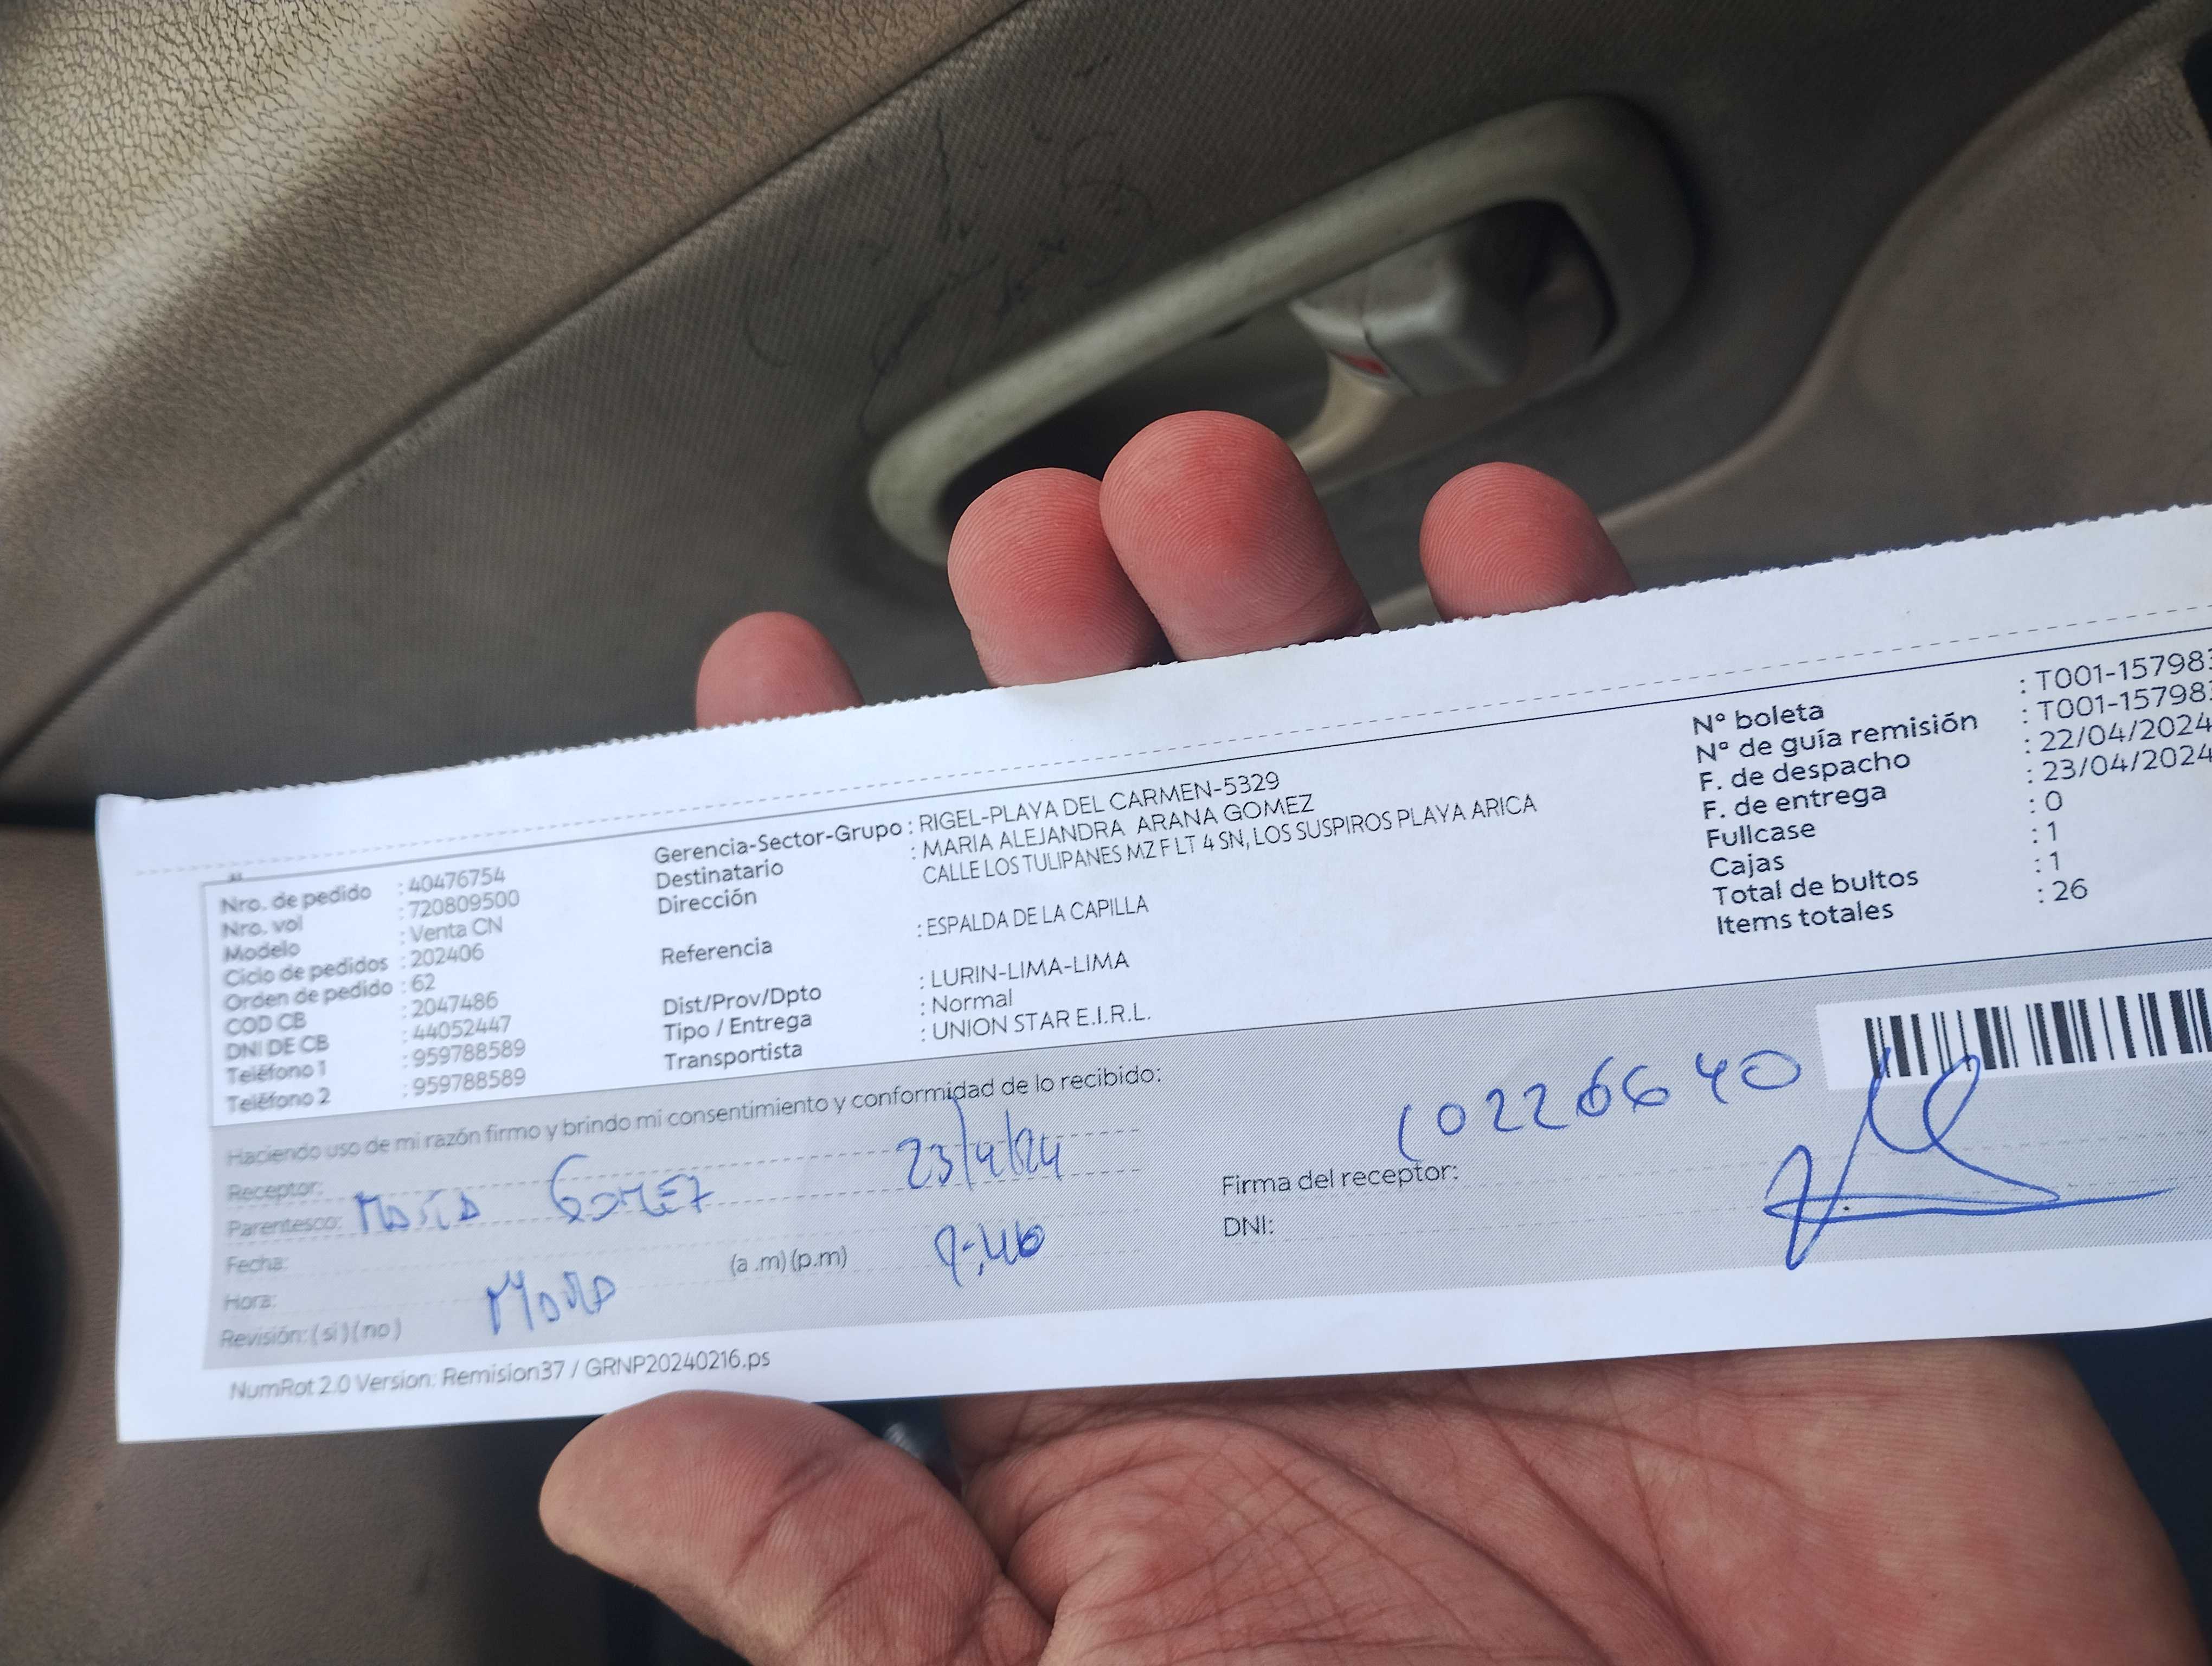 Nro. de pedido : 40476754
Nro. vol : 720809500
Modelo : Venta CN
Ciclo de pedidos : 202406
Orden de pedido : 62
COD CB : 2047486
DNI DE CB : 44052447
Teléfono 1 : 959788589
Teléfono 2 : 959788589
Gerencia-Sector-Grupo : RIGEL-PLAYA DEL CARMEN-5329
Destinatario : MARIA ALEJANDRA ARANA GOMEZ
Dirección CALLE LOS TULIPANES MZ F LT 4 SN, LOS SUSPIROS PLAYA ARICA
Referencia : ESPALDA DE LA CAPILLA
Dist/Prov/Dpto : LURIN-LIMA-LIMA
Tipo / Entrega : Normal
Transportista : UNION STAR E.I.R.L.
N° boleta : T001-157983
N° de guía remisión : T001-157983
F. de despacho : 22/04/2024
F. de entrega : 23/04/2024
Fullcase : 0
Cajas : 1
Total de bultos : 1
Items totales : 26
Haciendo uso de mi razón firmo y brindo mi consentimiento y conformidad de lo recibido:
Receptor:
Parentesco: María GOMEZ 23/4/24
Fecha:
Hora: (a.m)(p.m)
Revisión: (si)(no)
10226640
Firma del receptor:
DNI:
NumRot 2.0 Version: Remision37 / GRNP20240216.ps